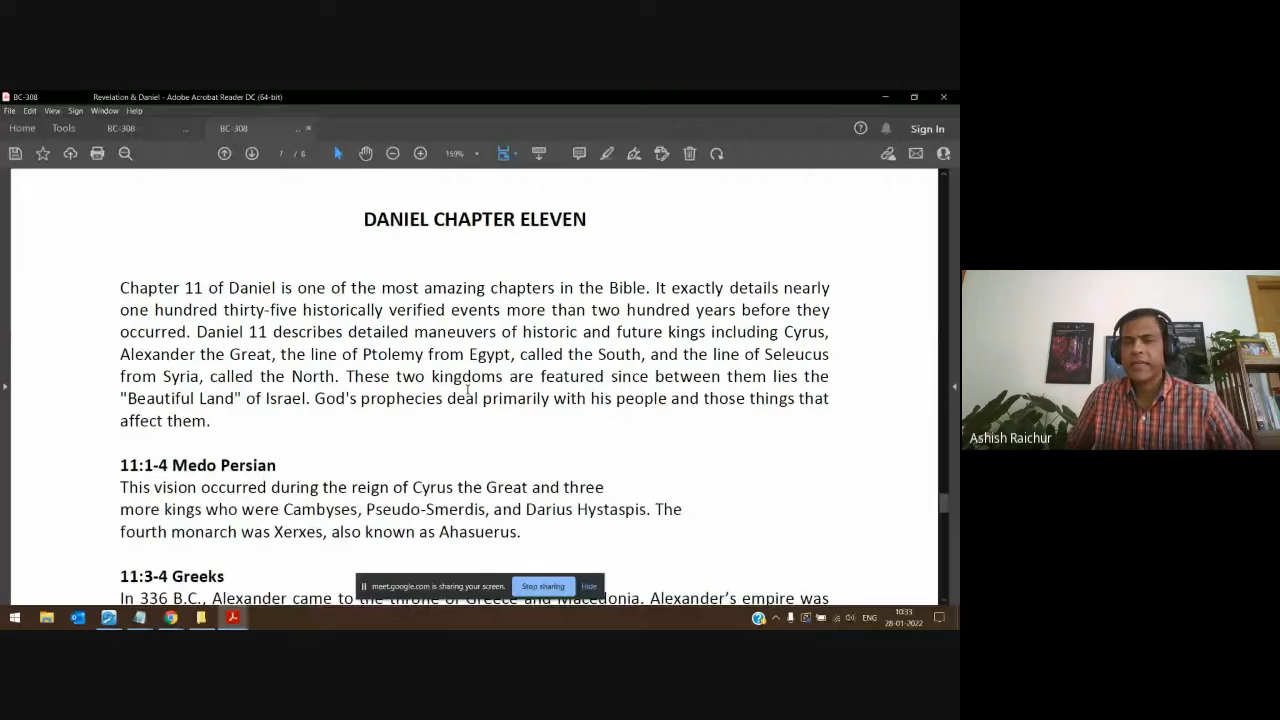 BC-308 Revelation & Daniel - Adobe Acrobat Reader DC (64-bit)
File Edit View Sign Window Help
Home Tools BC-308 ... BC-308 ..
7 / 8 159% Sign In
DANIEL CHAPTER ELEVEN
Chapter 11 of Daniel is one of the most amazing chapters in the Bible. It exactly details nearly
one hundred thirty-five historically verified events more than two hundred years before they
occurred. Daniel 11 describes detailed maneuvers of historic and future kings including Cyrus,
Alexander the Great, the line of Ptolemy from Egypt, called the South, and the line of Seleucus
from Syria, called the North. These two kingdoms are featured since between them lies the
"Beautiful Land" of Israel. God's prophecies deal primarily with his people and those things that
affect them.
11:1-4 Medo Persian
This vision occurred during the reign of Cyrus the Great and three
more kings who were Cambyses, Pseudo-Smerdis, and Darius Hystaspis. The
fourth monarch was Xerxes, also known as Ahasuerus.
11:3-4 Greeks
meet.google.com is sharing your screen. Stop sharing Hide
In 336 B.C., Alexander came to the throne of Greece and Macedonia. Alexander's empire was
ENG
10:33
28-01-2022
Ashish Raichur